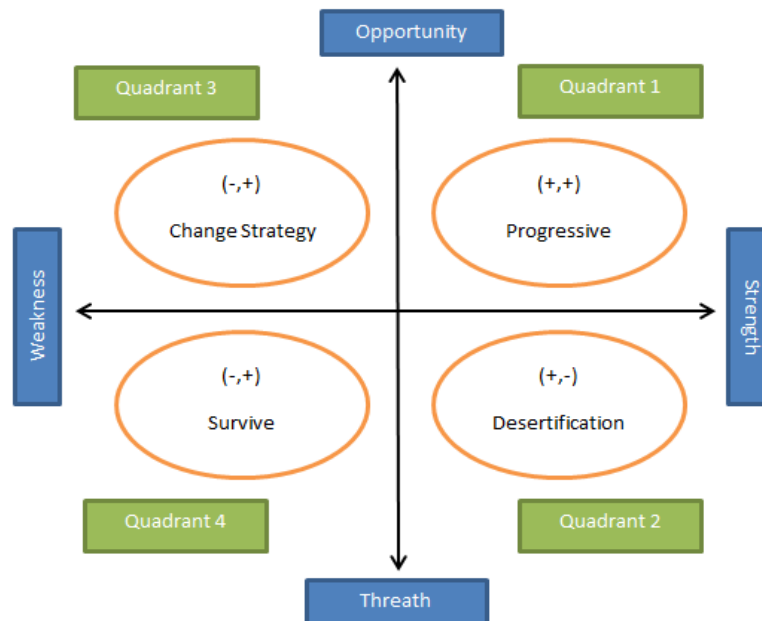 Opportunity
Quadrant 3
Quadrant 1
(-,+)
Change Strategy
(+,+)
Progressive
Weakness
Strength
(-,+)
Survive
(+,-)
Desertification
Quadrant 4
Quadrant 2
Threath